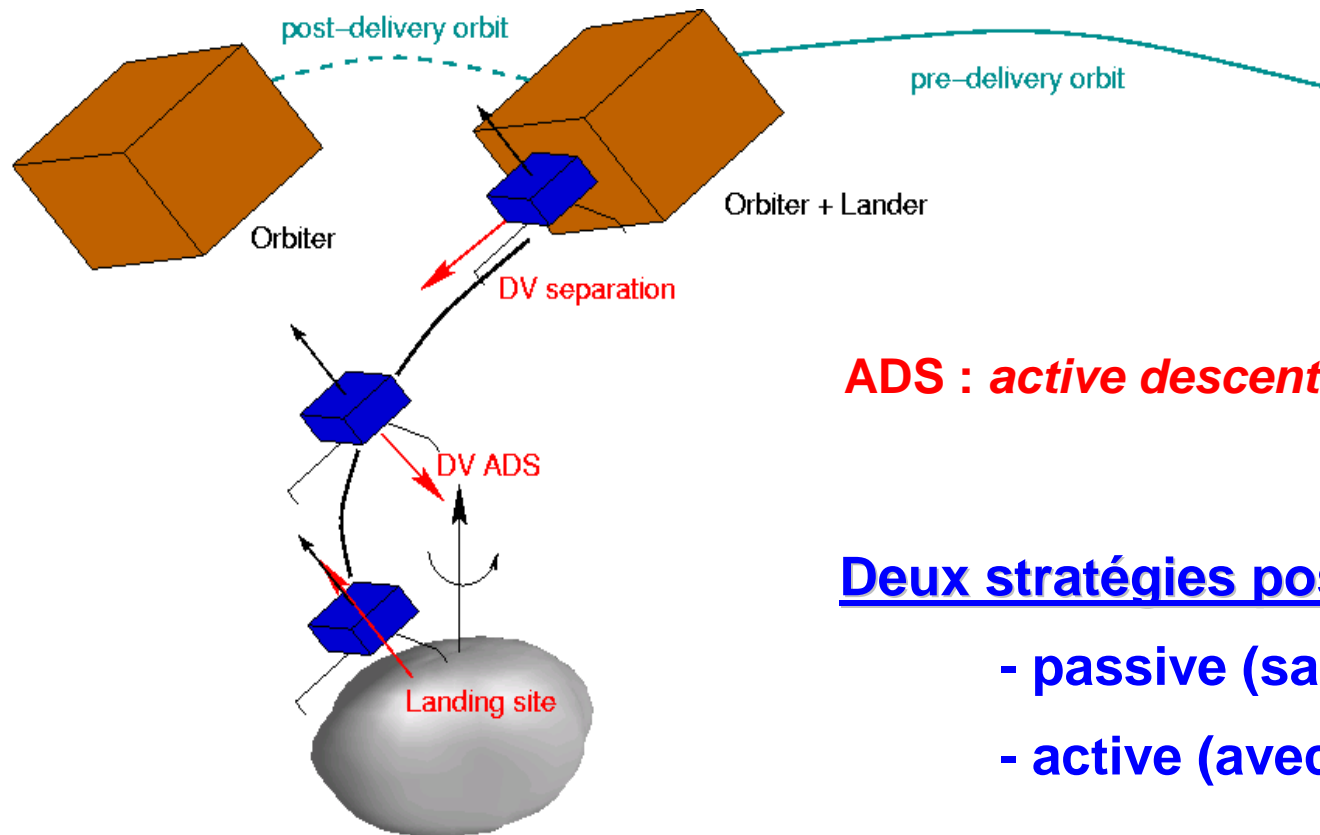 post–delivery orbit
pre–delivery orbit
Orbiter + Lander
Orbiter
DV separation
ADS : active descent
DV ADS
Deux stratégies pos
- passive (sa
Landing site
- active (avec